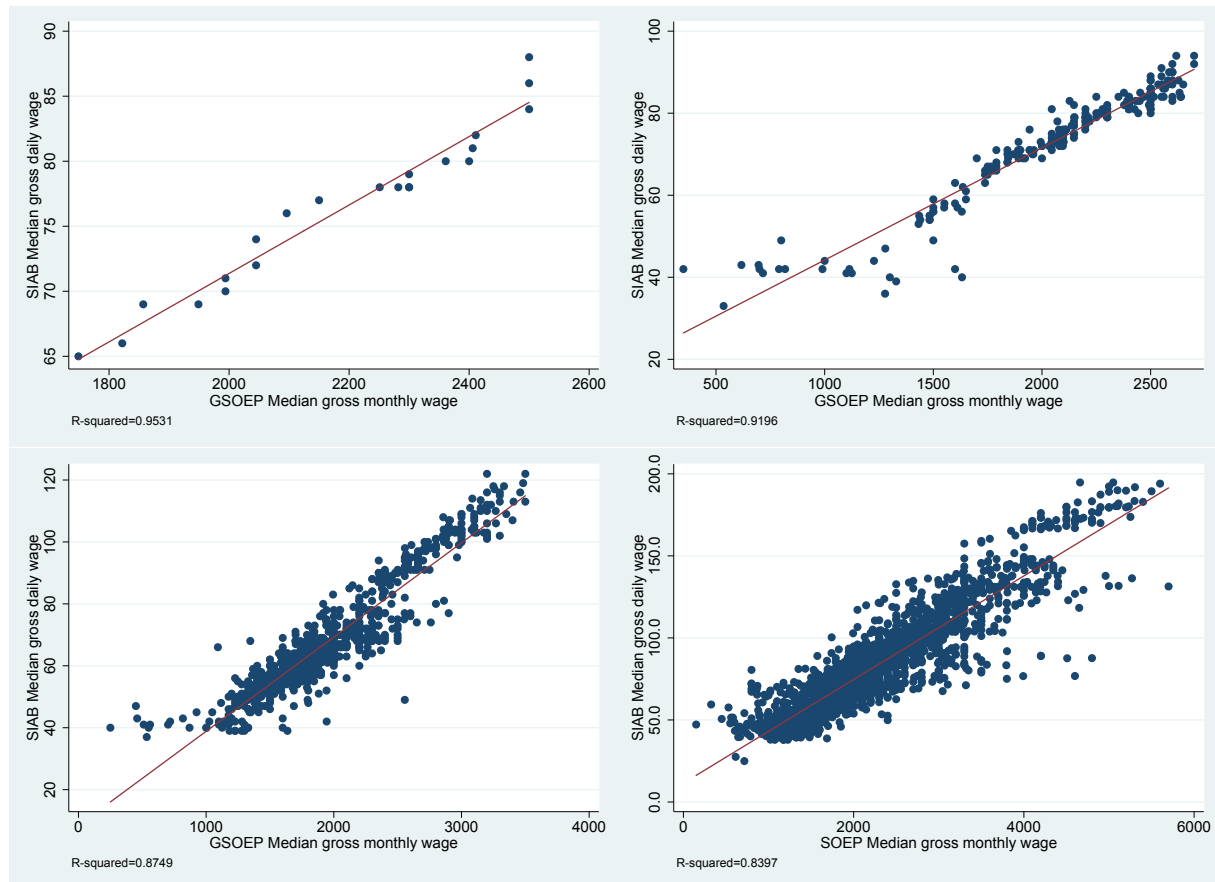 SIAB Median gross daily wage
90
85
80
75
70
65
1800 2000 2200 2400 2600
GSOEP Median gross monthly wage
R-squared=0.9531
SIAB Median gross daily wage
100
80
60
40
20
500 1000 1500 2000 2500
GSOEP Median gross monthly wage
R-squared=0.9196
SIAB Median gross daily wage
120
100
80
60
40
20
0 1000 2000 3000 4000
GSOEP Median gross monthly wage
R-squared=0.8749
SIAB Median gross daily wage
200.0
150.0
100.0
50.0
0.0
0 2000 4000 6000
SOEP Median gross monthly wage
R-squared=0.8397